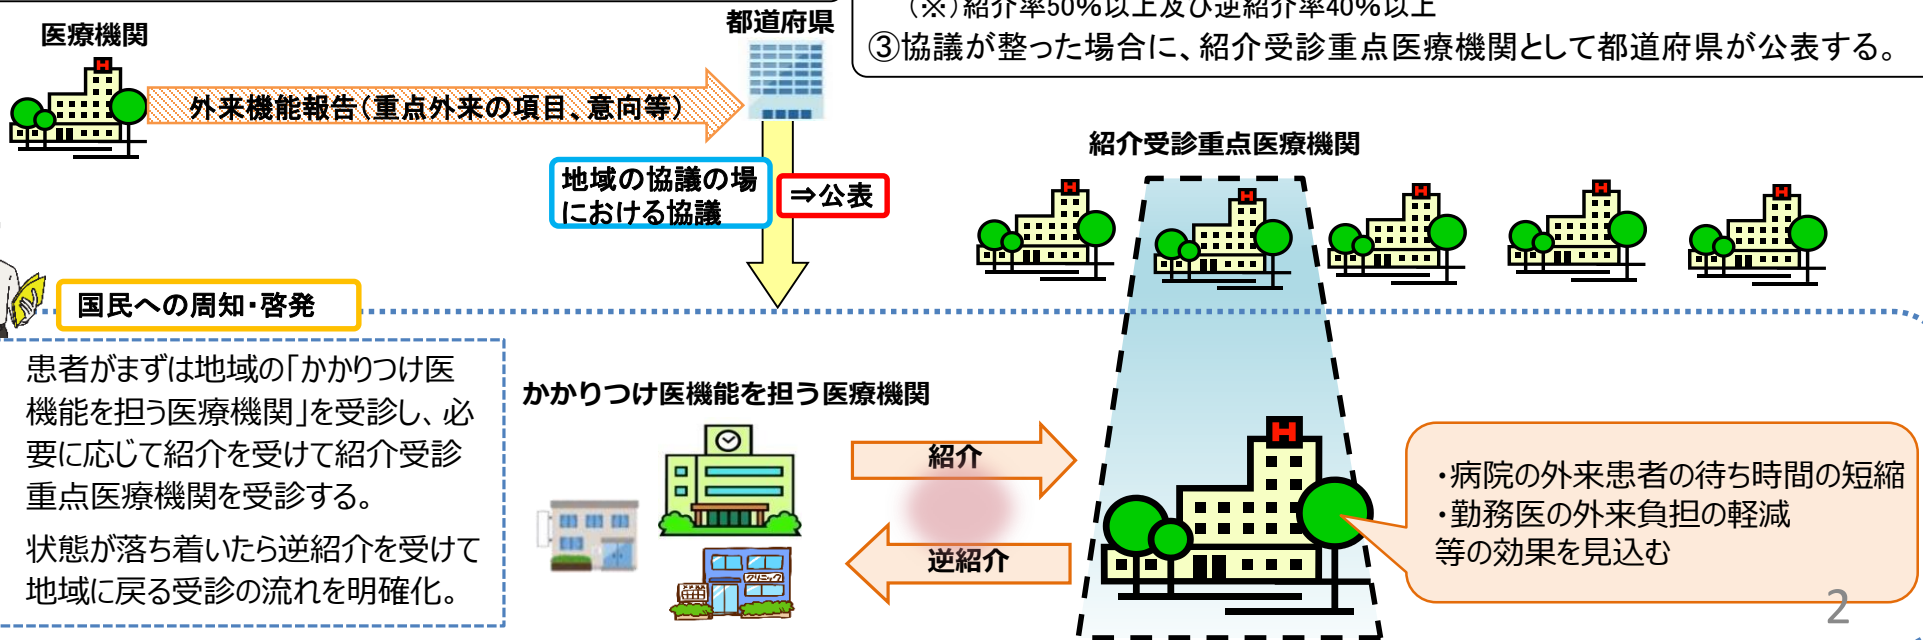 （※）紹介率50％以上及び逆紹介率40％以上
③協議が整った場合に、紹介受診重点医療機関として都道府県が公表する。
医療機関
都道府県
外来機能報告（重点外来の項目、意向等）
地域の協議の場
における協議
⇒公表
紹介受診重点医療機関
国民への周知・啓発
患者がまずは地域の「かかりつけ医
機能を担う医療機関」を受診し、必
要に応じて紹介を受けて紹介受診
重点医療機関を受診する。
状態が落ち着いたら逆紹介を受けて
地域に戻る受診の流れを明確化。
かかりつけ医機能を担う医療機関
クリニック
紹介
逆紹介
・病院の外来患者の待ち時間の短縮
・勤務医の外来負担の軽減
等の効果を見込む
2